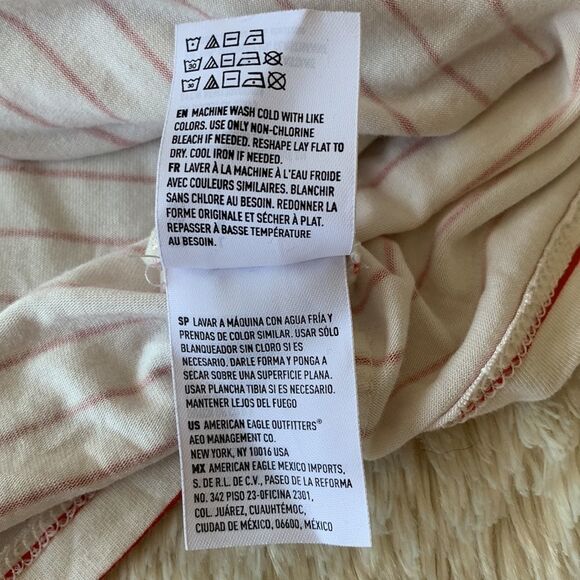 30
30
EN MACHINE WASH COLD WITH LIKE
COLORS. USE ONLY NON-CHLORINE
BLEACH IF NEEDED. RESHAPE LAY FLAT TO
DRY. COOL IRON IF NEEDED.
FR LAVER À LA MACHINE À L'EAU FROIDE
AVEC COULEURS SIMILAIRES. BLANCHIR
SANS CHLORE AU BESOIN. REDONNER LA
FORME ORIGINALE ET SÉCHER À PLAT.
REPASSER À BASSE TEMPÉRATURE
AU BESOIN.
SP LAVAR A MÁQUINA CON AGUA FRÍA Y
PRENDAS DE COLOR SIMILAR. USAR SÓLO
BLANQUEADOR SIN CLORO SI ES
NECESARIO. DARLE FORMA Y PONGA A
SECAR SOBRE UNA SUPERFICIE PLANA.
USAR PLANCHA TIBIA SI ES NECESARIO.
MANTENER LEJOS DEL FUEGO
US AMERICAN EAGLE OUTFITTERS®
AEO MANAGEMENT CO.
NEW YORK, NY 10016 USA
MX AMERICAN EAGLE MEXICO IMPORTS,
S. DE R.L. DE C.V., PASEO DE LA REFORMA
NO. 342 PISO 23-OFICINA 2301,
COL. JUÁREZ, CUAUHTÉMOC,
CIUDAD DE MÉXICO, 06600, MÉXICO